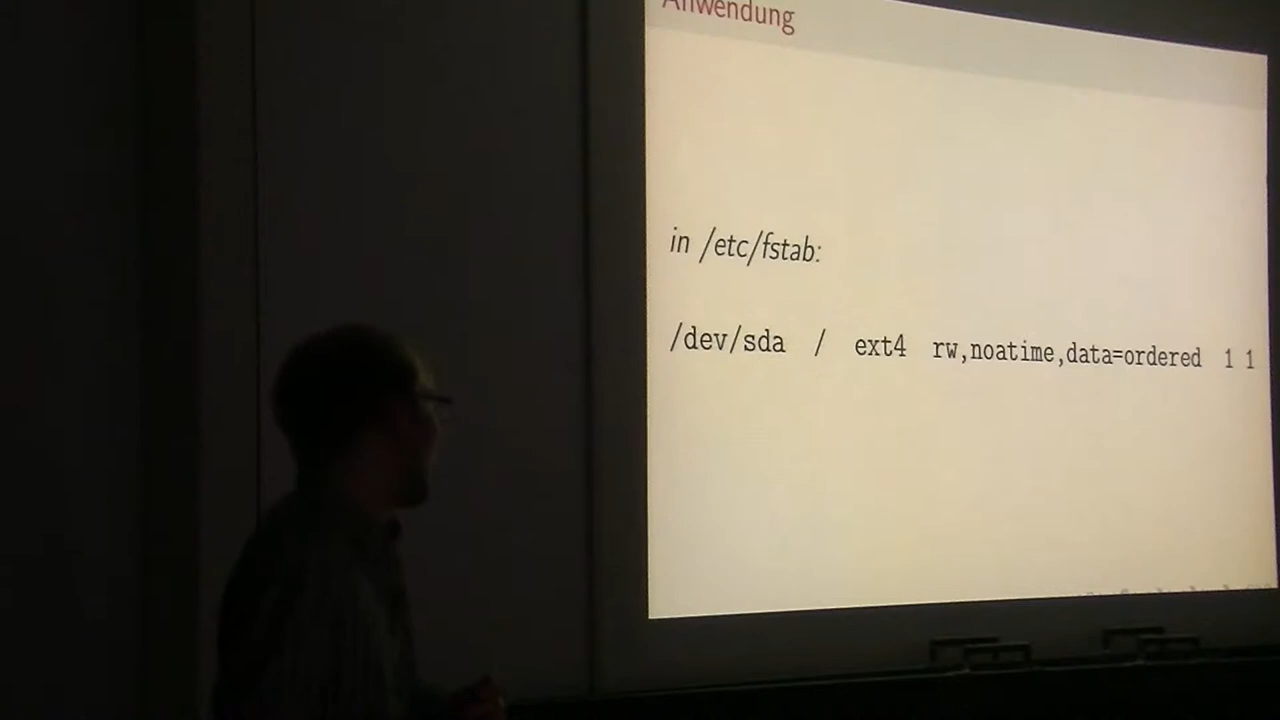 Anwendung
in /etc/fstab:
/dev/sda / ext4 rw,noatime,data=ordered 1 1